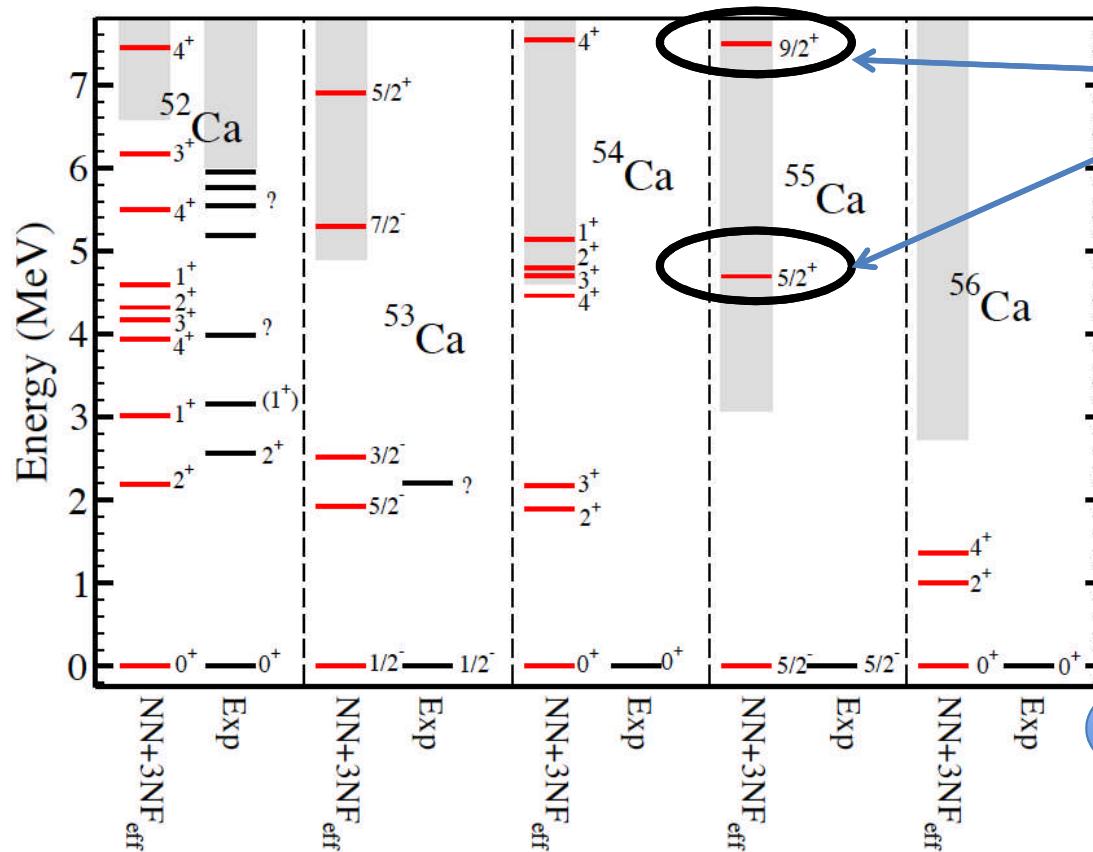 Energy (MeV)
7
6
5
4
3
2
1
0
52Ca
4+
3+
4+
1+
2+
3+
4+
1+
2+
0+
?
?
(1+)
2+
0+
53Ca
5/2+
7/2-
3/2-
5/2-
1/2-
?
1/2-
54Ca
4+
1+
2+
3+
4+
3+
2+
0+
0+
55Ca
9/2+
5/2+
5/2-
5/2-
56Ca
4+
2+
0+
0+
NN+3NFeff
Exp
NN+3NFeff
Exp
NN+3NFeff
Exp
NN+3NFeff
Exp
NN+3NFeff
Exp